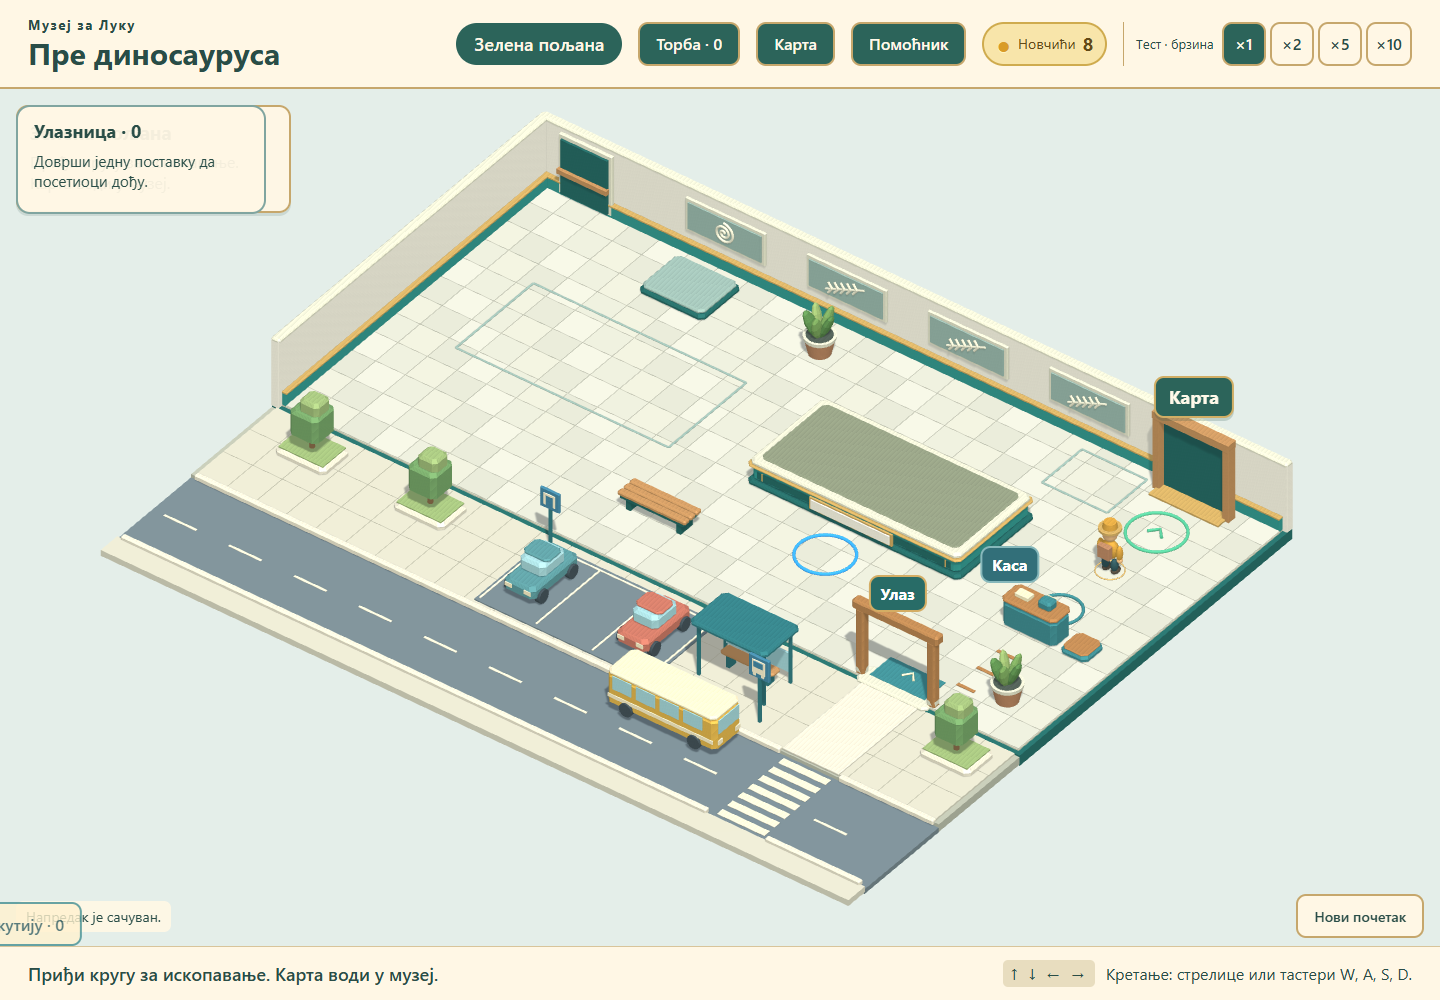 Музеј за Луку
Пре диносауруса
Зелена пољана
Торба · 0
Карта
Помоћник
Новчићи 8
Тест · брзина
×1
×2
×5
×10
Улазница · 0
Доврши једну поставку да
посетиоци дођу.
Карта
Каса
Улаз
кутију · 0
Напредак је сачуван.
Нови почетак
Приђи кругу за ископавање. Карта води у музеј.
↑ ↓ ← →
Кретање: стрелице или тастери W, A, S, D.